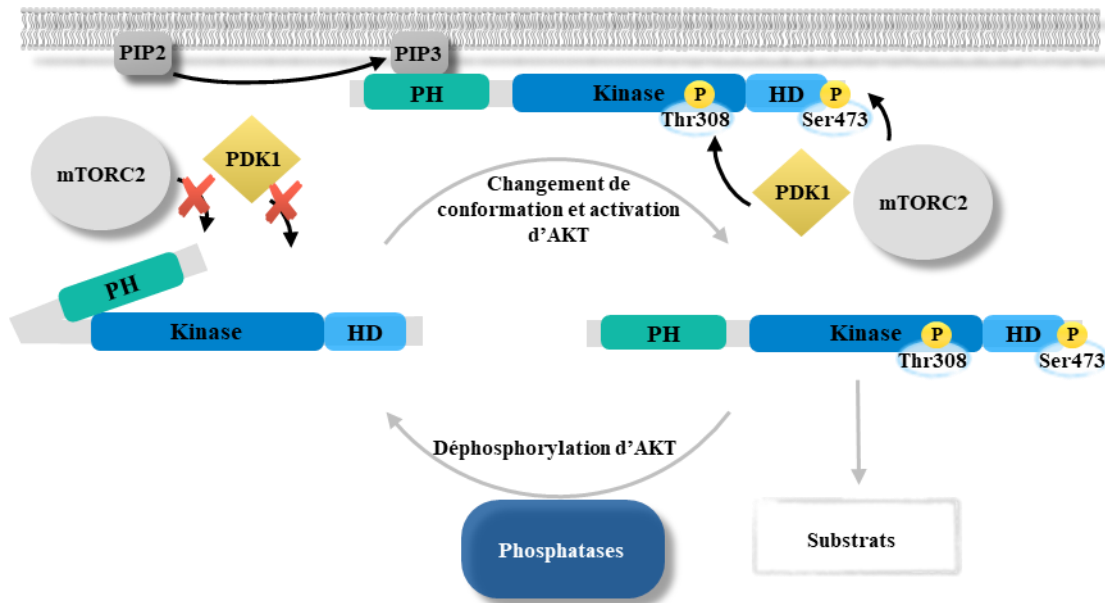 PIP2
PIP3
PH
Kinase
P
HD
P
Thr308
Ser473
mTORC2
PDK1
Changement de
conformation et activation
d'AKT
PDK1
mTORC2
PH
Kinase
HD
PH
Kinase
P
HD
P
Thr308
Ser473
Déphosphorylation d'AKT
Phosphatases
Substrats